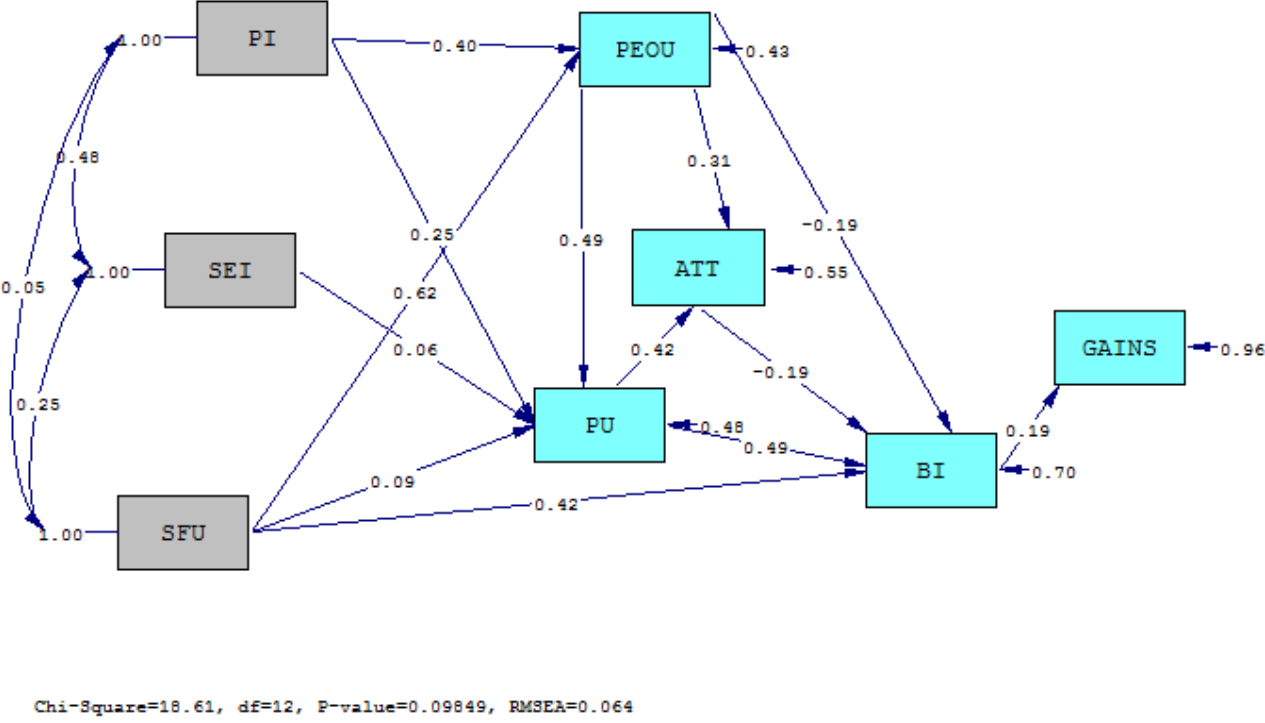 1.00
PI
0.40
PEOU
0.43
0.48
0.31
-0.19
0.25
0.49
1.00
SEI
ATT
0.55
0.05
0.62
0.06
0.42
-0.19
GAINS
0.96
0.25
PU
0.48
0.49
0.19
BI
0.70
0.09
0.42
1.00
SFU
Chi-Square=18.61, df=12, P-value=0.09849, RMSEA=0.064